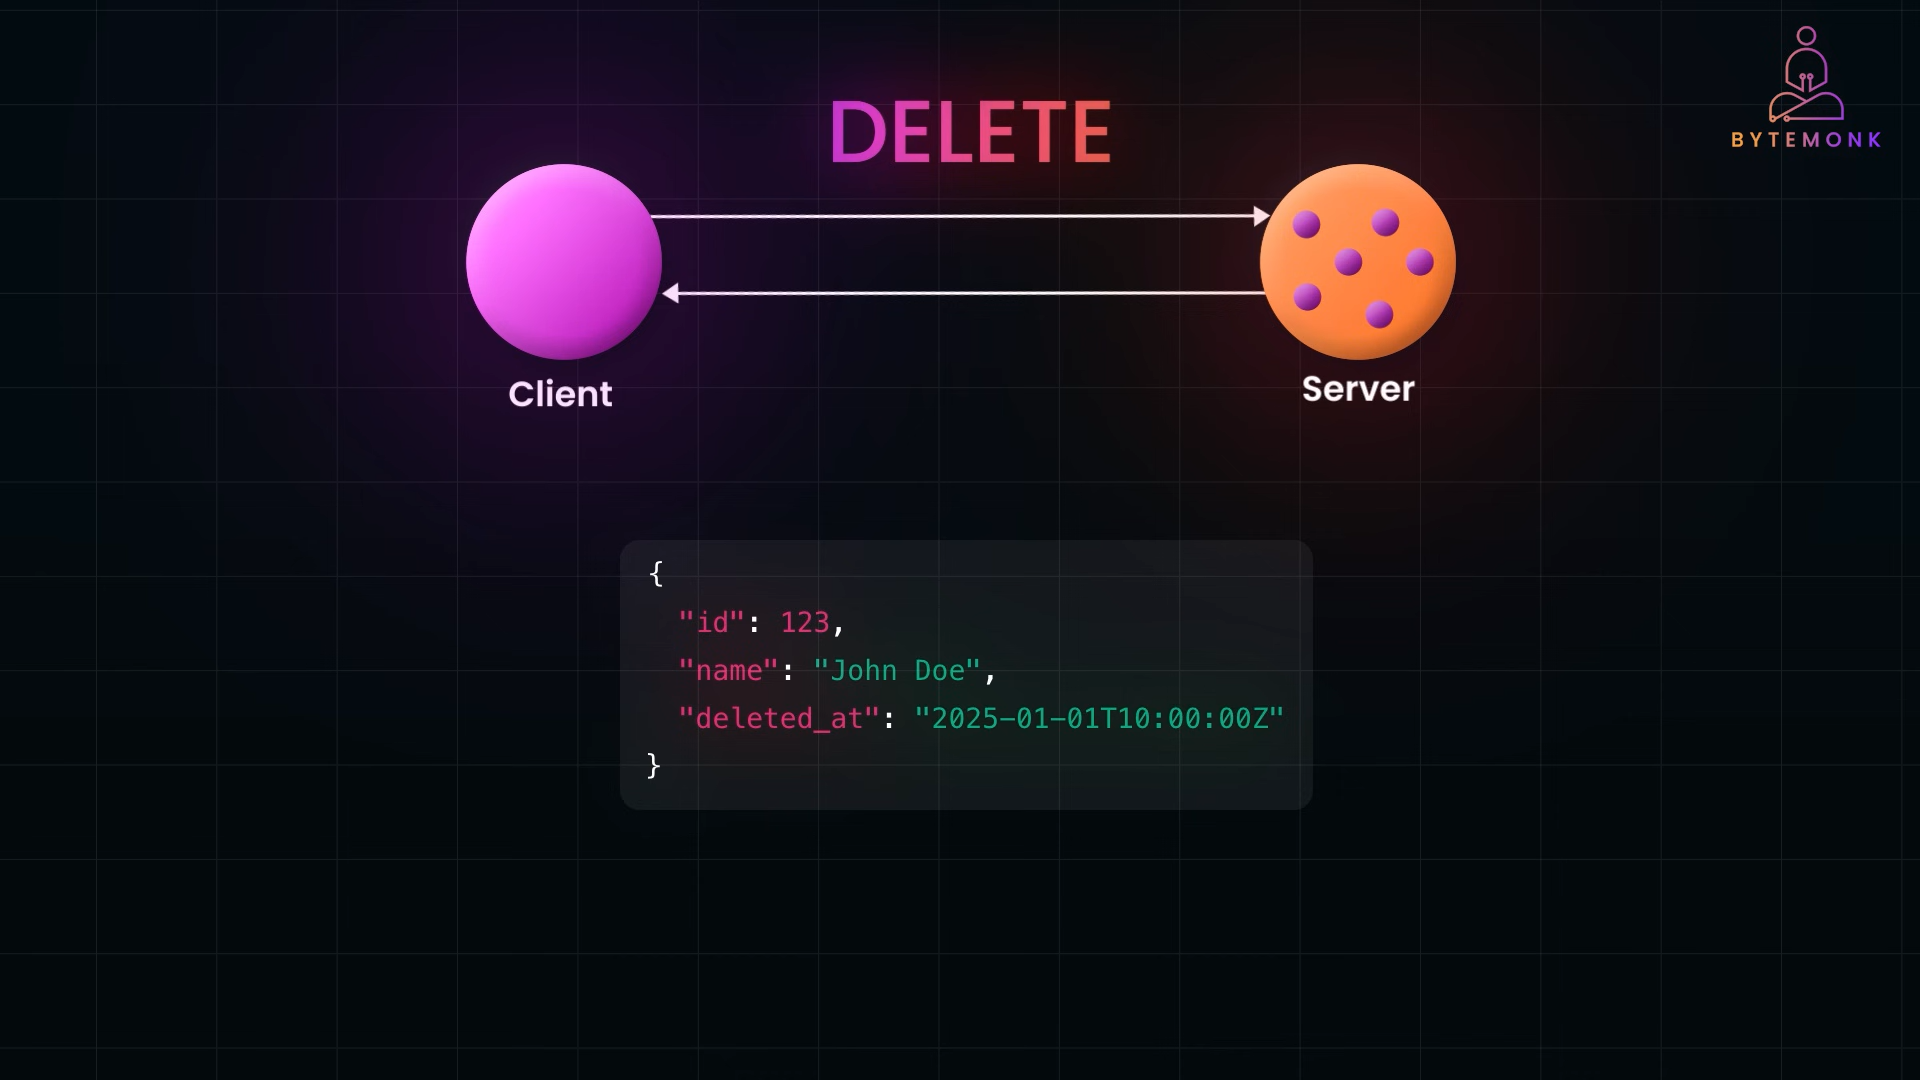 BYTEMONK
DELETE
Client
Server
{
"id": 123,
"name": "John Doe",
"deleted_at": "2025-01-01T10:00:00Z"
}